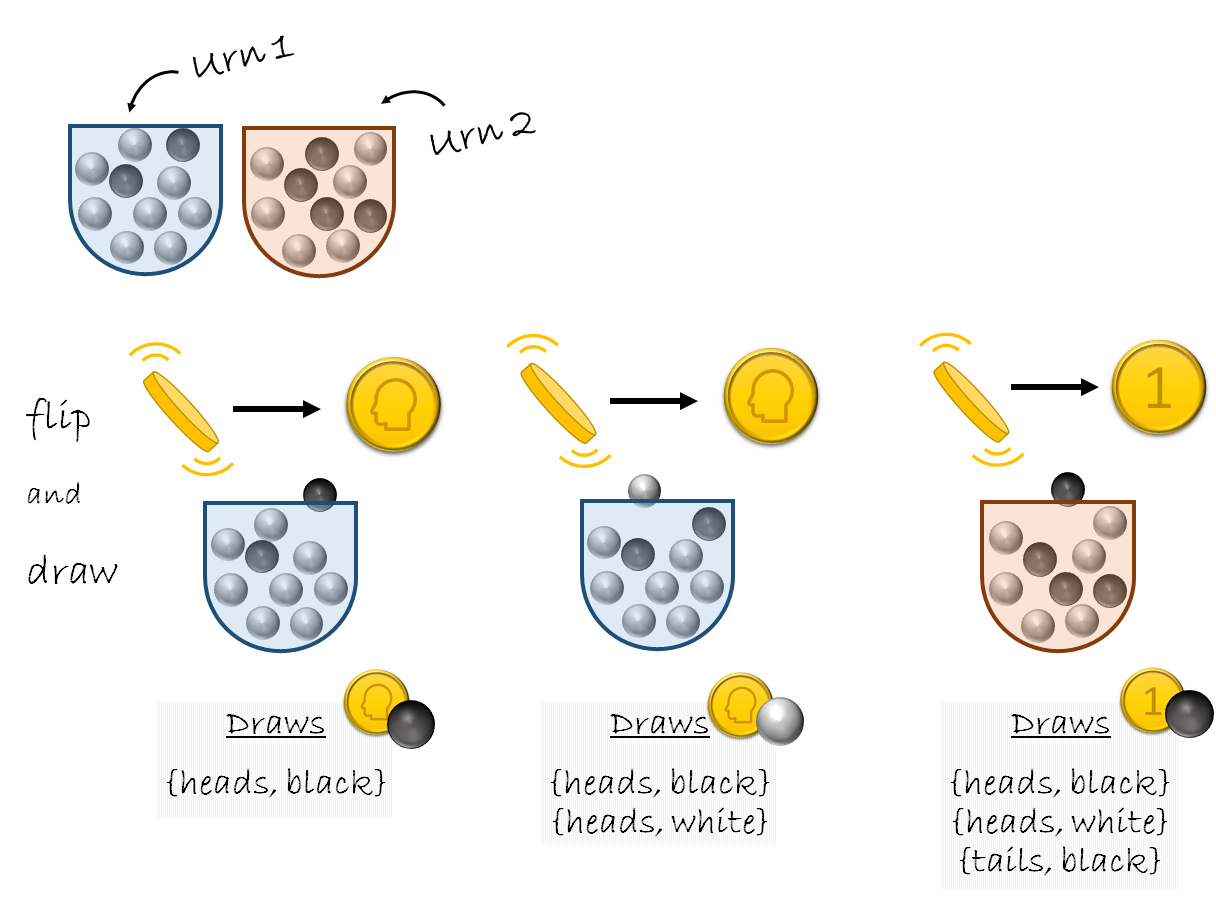 Urn 1
Urn 2
flip
and
draw
1
Draws
{heads, black}
Draws
{heads, black}
{heads, white}
1
Draws
{heads, black}
{heads, white}
{tails, black}